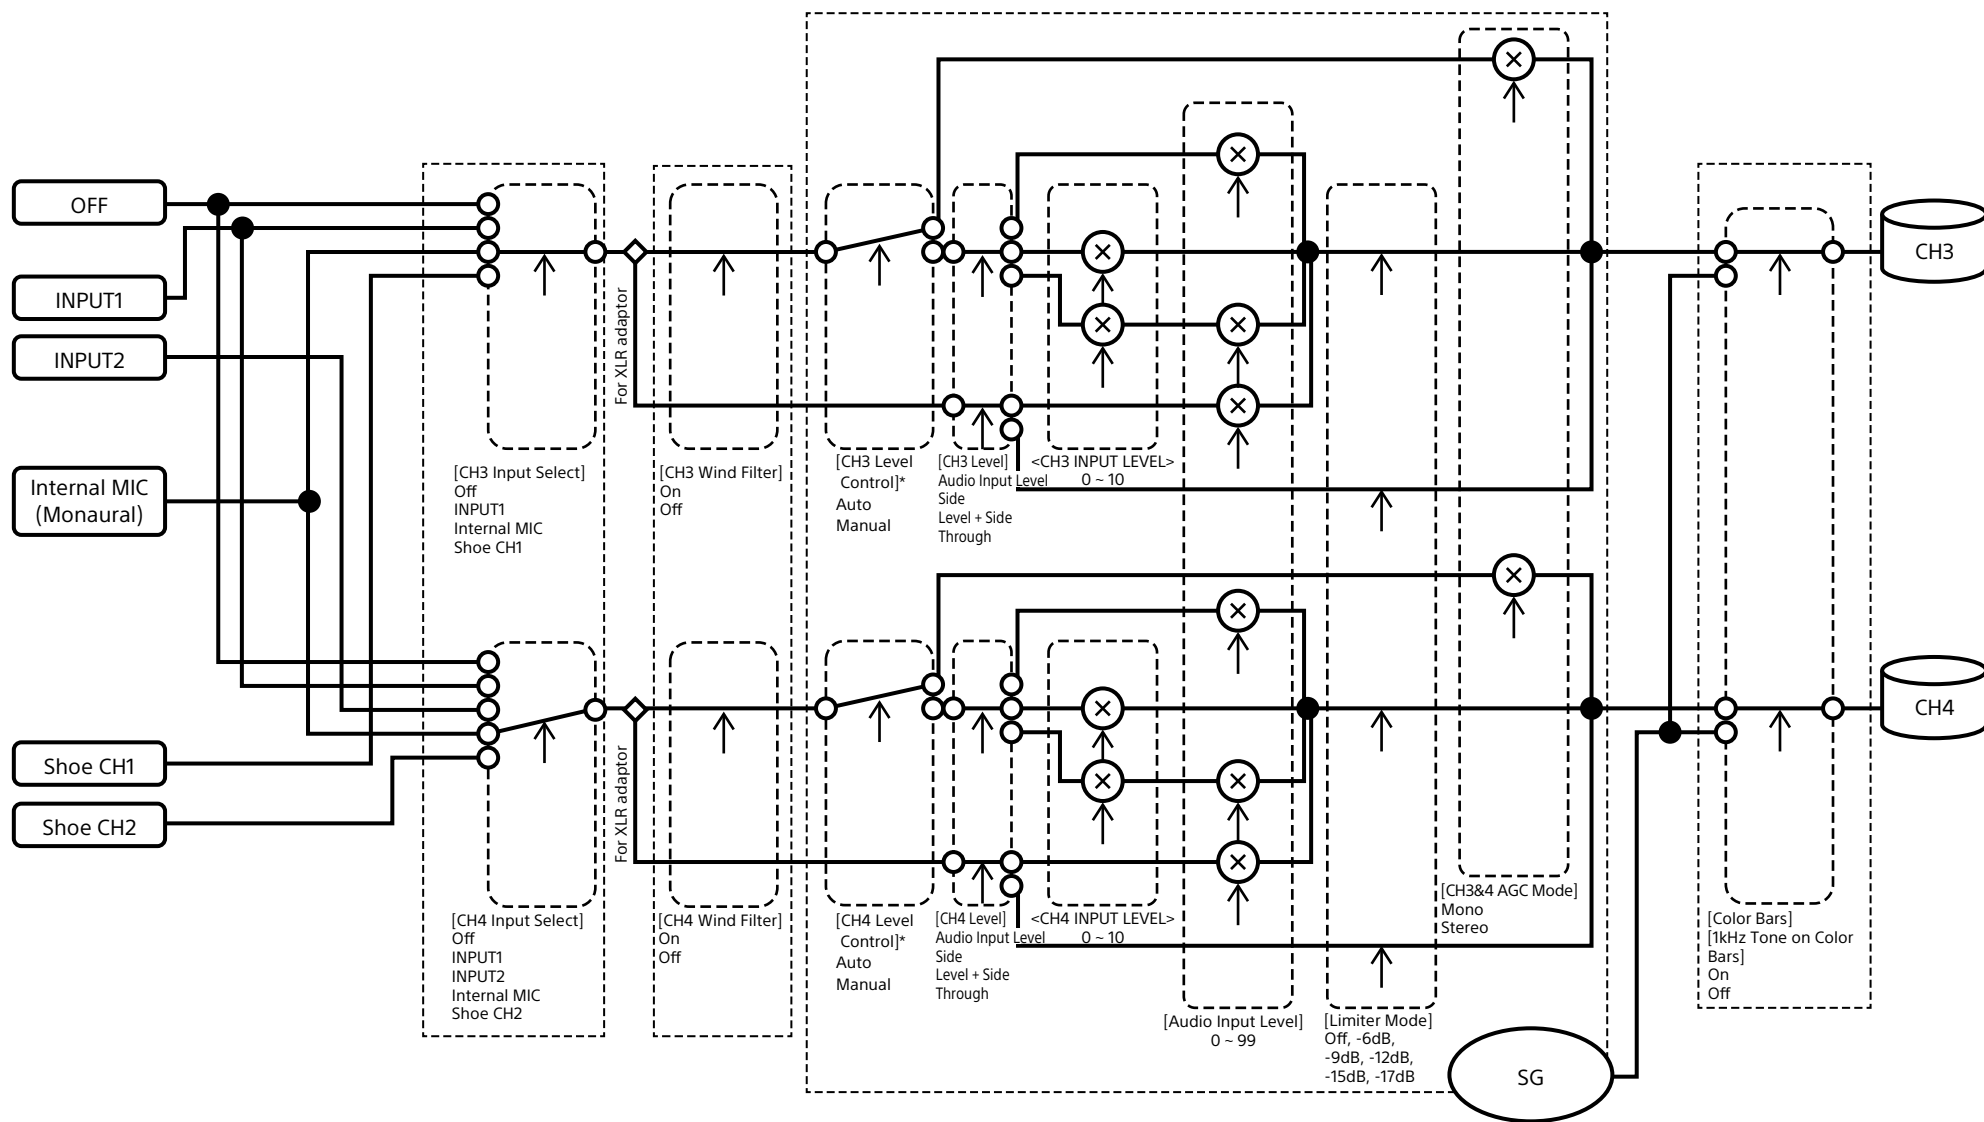 OFF
INPUT1
INPUT2
Internal MIC
(Monaural)
Shoe CH1
Shoe CH2
[CH3 Input Select]
Off
INPUT1
Internal MIC
Shoe CH1
For XLR adaptor
[CH3 Wind Filter]
On
Off
[CH3 Level
Control]*
Auto
Manual
[CH3 Level]
Audio Input Level
Side
Level + Side
Through
<CH3 INPUT LEVEL>
0 ~ 10
CH3
[CH4 Input Select]
Off
INPUT1
INPUT2
Internal MIC
Shoe CH2
For XLR adaptor
[CH4 Wind Filter]
On
Off
[CH4 Level
Control]*
Auto
Manual
[CH4 Level]
Audio Input Level
Side
Level + Side
Through
<CH4 INPUT LEVEL>
0 ~ 10
[Audio Input Level]
0 ~ 99
[Limiter Mode]
Off, -6dB,
-9dB, -12dB,
-15dB, -17dB
[CH3&4 AGC Mode]
Mono
Stereo
SG
[Color Bars]
[1kHz Tone on Color
Bars]
On
Off
CH4